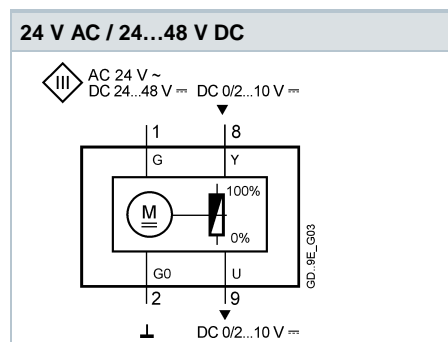 24 V AC / 24...48 V DC
III
AC 24 V ~
DC 24...48 V ⎓ DC 0/2...10 V ⎓
1 8
G Y
100%
M
0%
G0 U
2 9
DC 0/2...10 V ⎓
GD..9E_G03